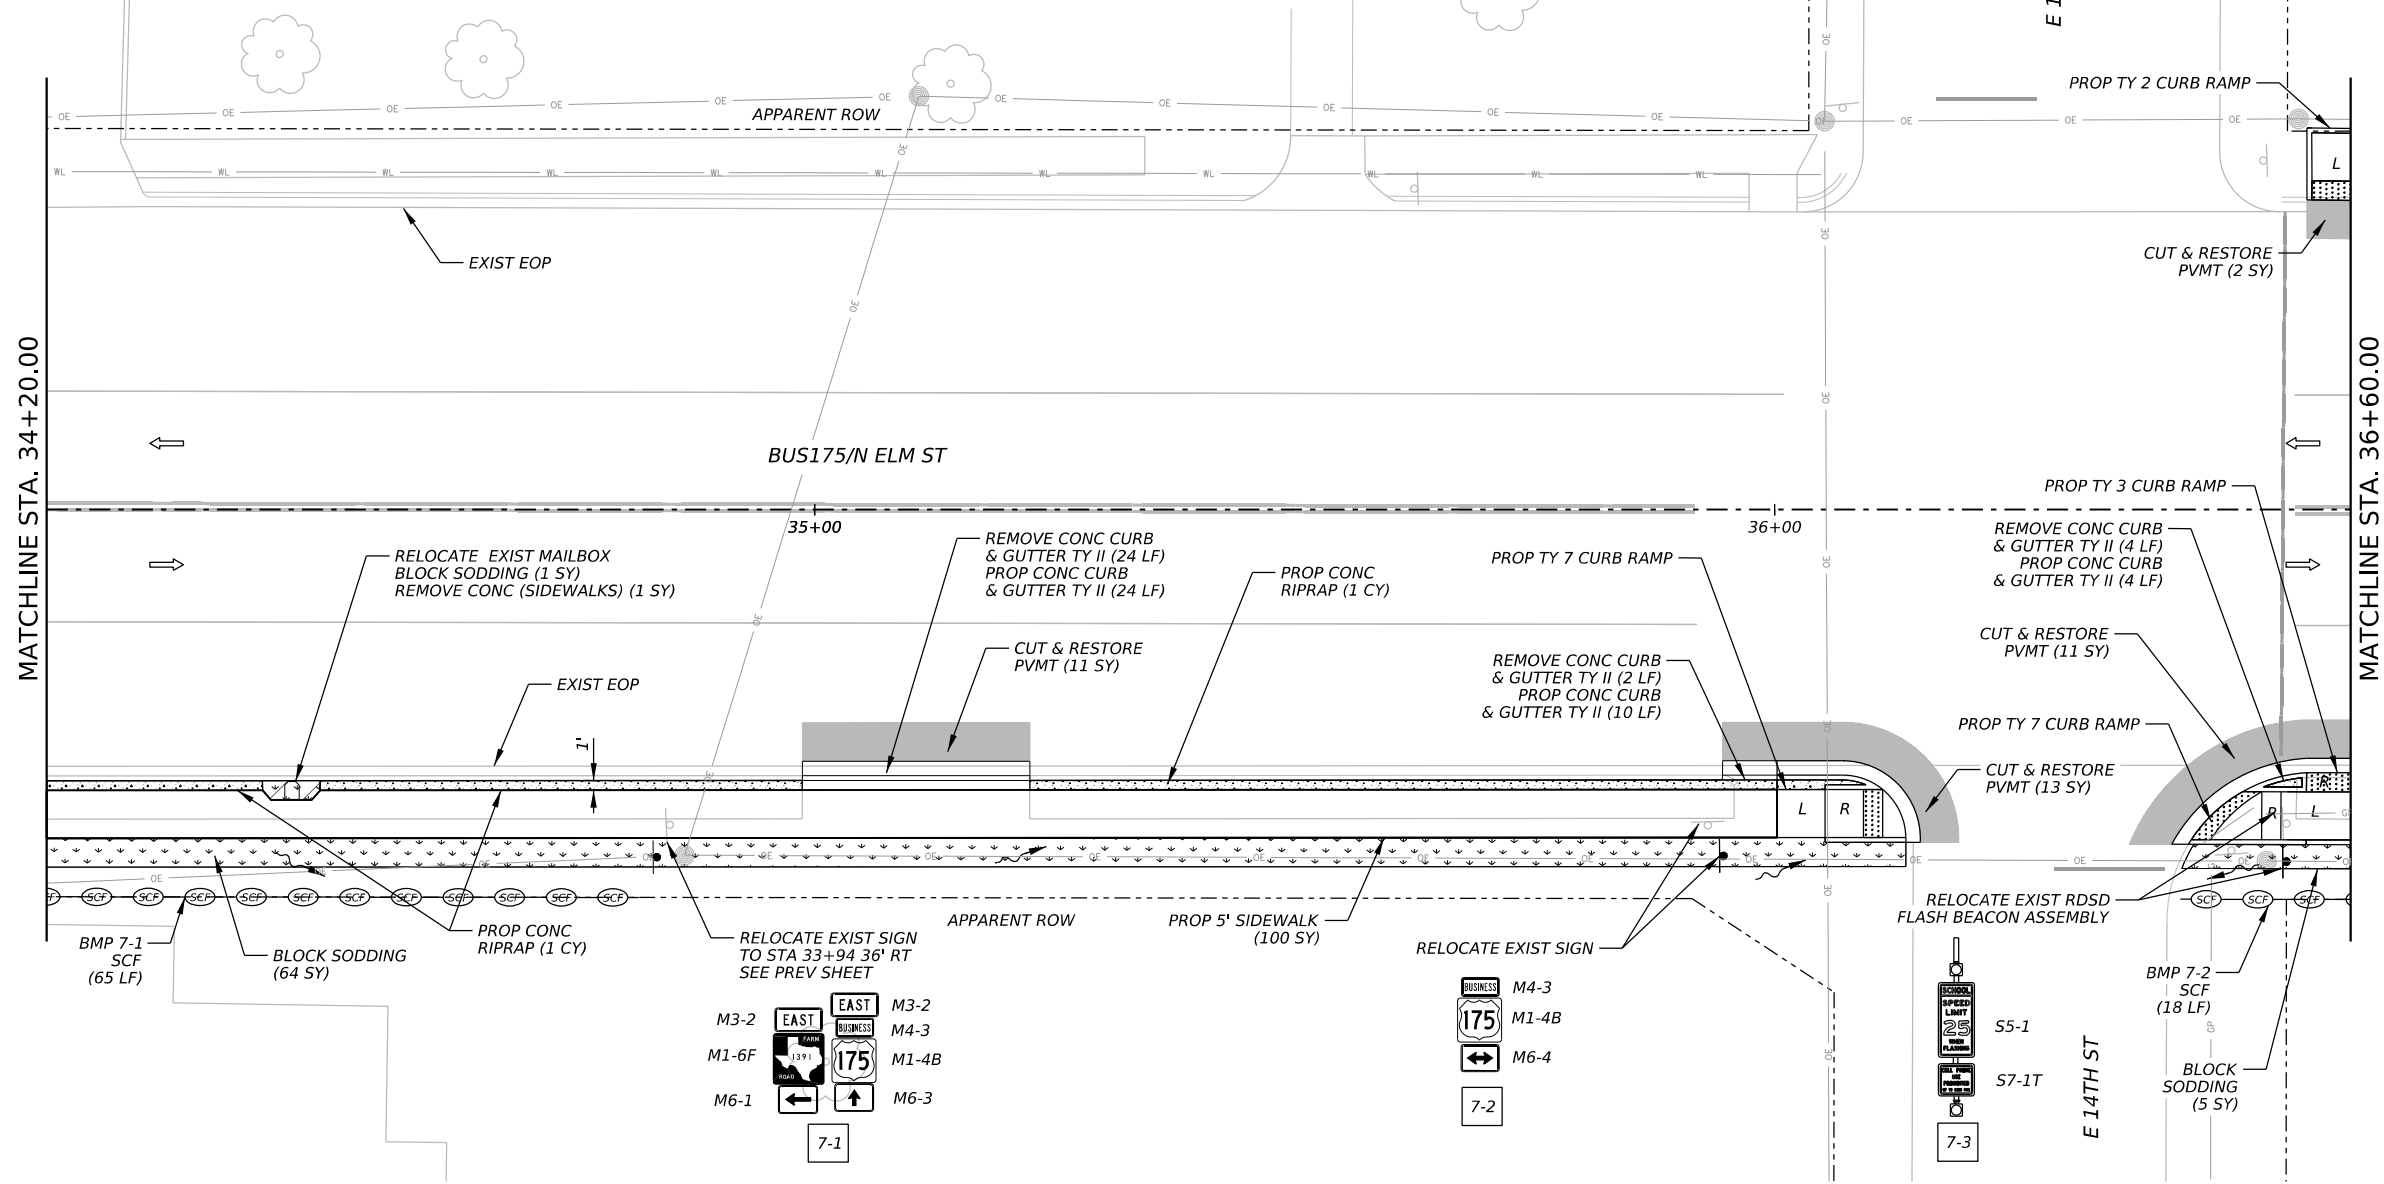 E 1
PROP TY 2 CURB RAMP
APPARENT ROW
L
CUT & RESTORE
PVMT (2 SY)
EXIST EOP
MATCHLINE STA. 34+20.00
MATCHLINE STA. 36+60.00
BUS175/N ELM ST
35+00
36+00
PROP TY 3 CURB RAMP
RELOCATE EXIST MAILBOX
BLOCK SODDING (1 SY)
REMOVE CONC (SIDEWALKS) (1 SY)
REMOVE CONC CURB
& GUTTER TY II (24 LF)
PROP CONC CURB
& GUTTER TY II (24 LF)
PROP CONC
RIPRAP (1 CY)
PROP TY 7 CURB RAMP
REMOVE CONC CURB
& GUTTER TY II (4 LF)
PROP CONC CURB
& GUTTER TY II (4 LF)
CUT & RESTORE
PVMT (11 SY)
CUT & RESTORE
PVMT (11 SY)
EXIST EOP
REMOVE CONC CURB
& GUTTER TY II (2 LF)
PROP CONC CURB
& GUTTER TY II (10 LF)
PROP TY 7 CURB RAMP
1'
CUT & RESTORE
PVMT (13 SY)
L
R
R
L
R
BMP 7-1
SCF
(65 LF)
BLOCK SODDING
(64 SY)
PROP CONC
RIPRAP (1 CY)
RELOCATE EXIST SIGN
TO STA 33+94 36' RT
SEE PREV SHEET
APPARENT ROW
PROP 5' SIDEWALK
(100 SY)
RELOCATE EXIST SIGN
RELOCATE EXIST RDSD
FLASH BEACON ASSEMBLY
BMP 7-2
SCF
(18 LF)
BLOCK
SODDING
(5 SY)
M3-2
EAST
EAST
M3-2
BUSINESS
M4-3
M1-6F
FARM
1391
ROAD
175
M1-4B
M6-1
M6-3
7-1
BUSINESS
M4-3
175
M1-4B
M6-4
7-2
SCHOOL
SPEED
LIMIT
25
WHEN
FLASHING
S5-1
S7-1T
7-3
E 14TH ST
OE
WL
SCF
GP